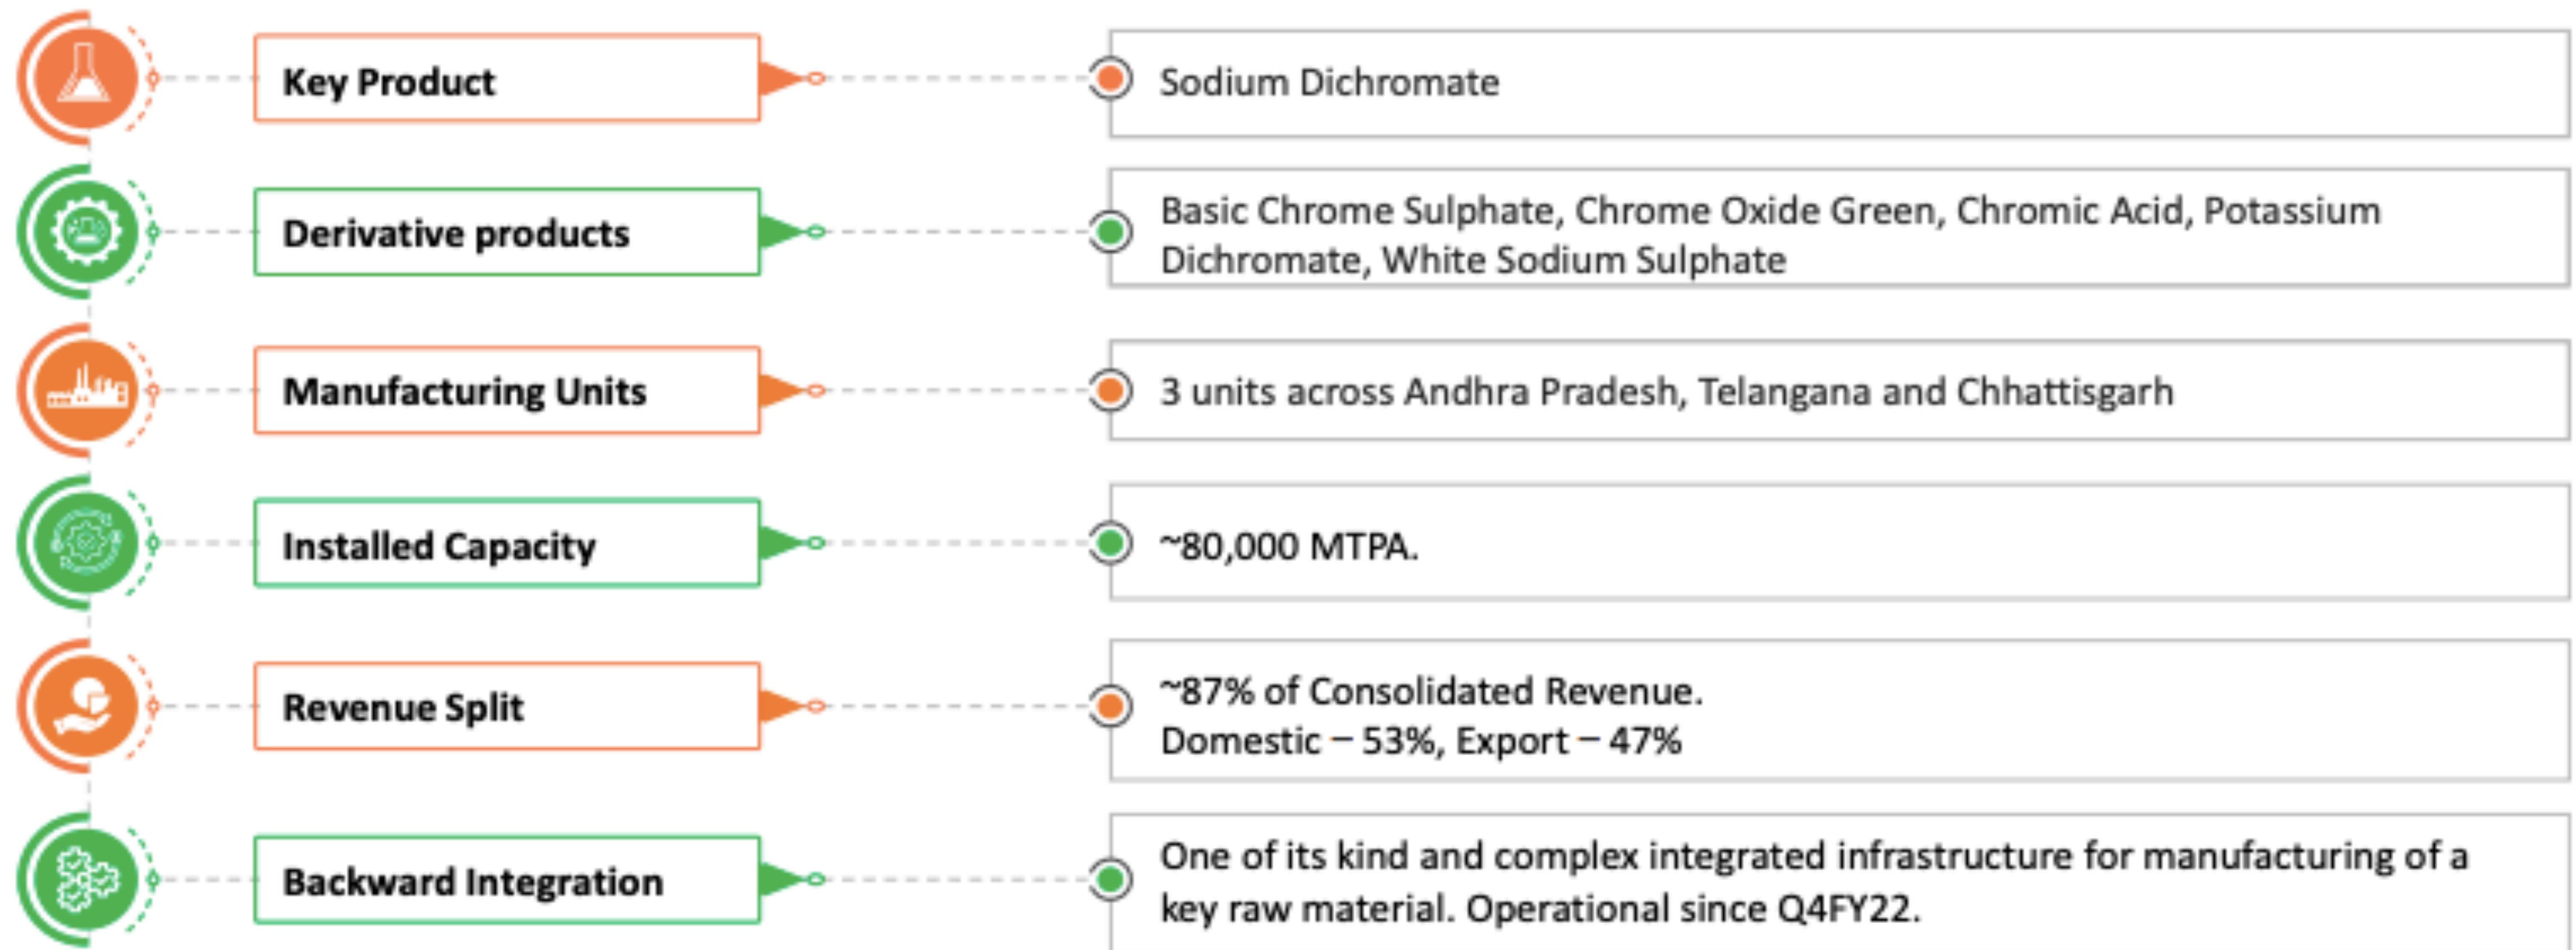 Key Product
Sodium Dichromate
Derivative products
Basic Chrome Sulphate, Chrome Oxide Green, Chromic Acid, Potassium
Dichromate, White Sodium Sulphate
Manufacturing Units
3 units across Andhra Pradesh, Telangana and Chhattisgarh
Installed Capacity
~80,000 MTPA.
Revenue Split
~87% of Consolidated Revenue.
Domestic – 53%, Export – 47%
Backward Integration
One of its kind and complex integrated infrastructure for manufacturing of a
key raw material. Operational since Q4FY22.